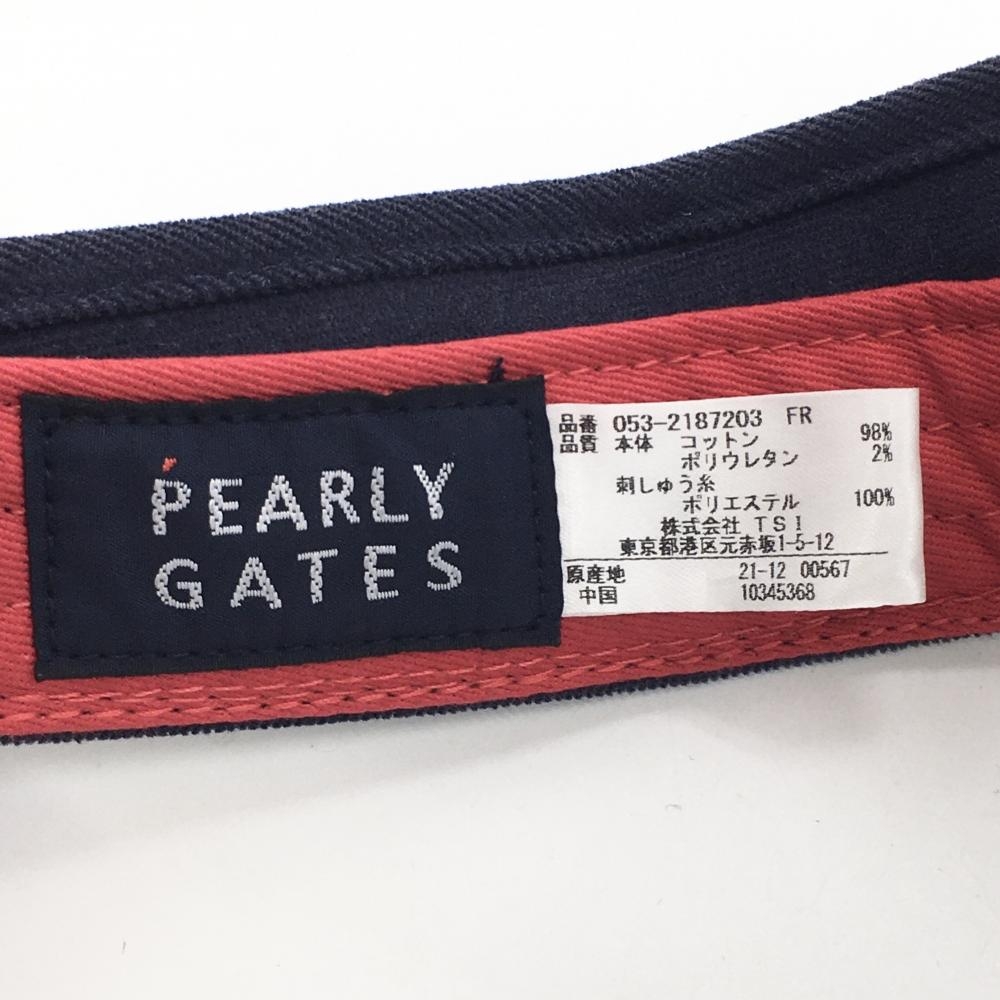 PEARLY
GATES
品番 053-2187203 FR
品質 本体 コットン 98%
ポリウレタン 2%
刺しゅう糸
ポリエステル 100%
株式会社 TSI
東京都港区元赤坂1-5-12
原産地 21-12 00567
中国 10345368